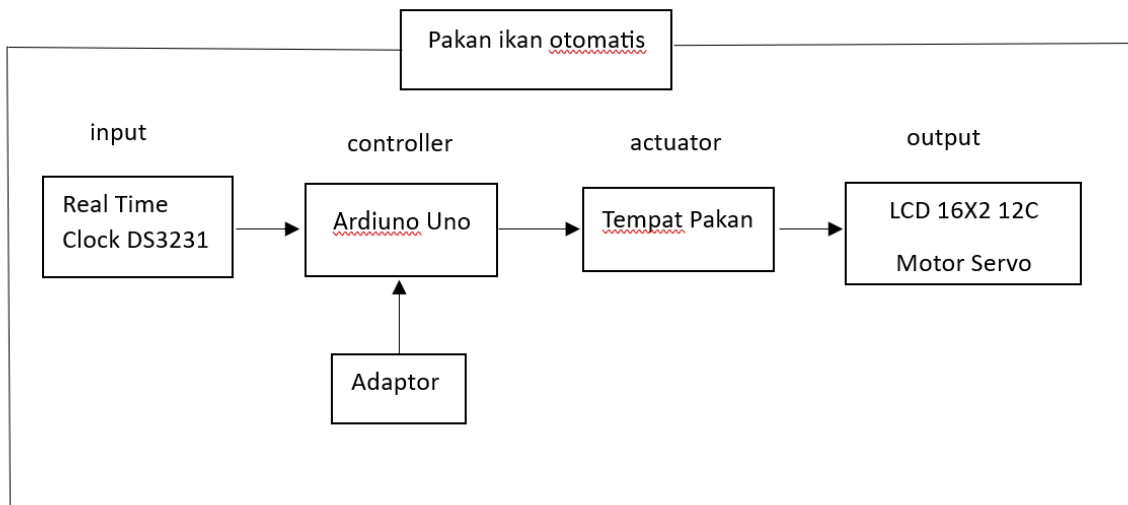 Pakan ikan otomatis
input
controller
actuator
output
Real Time
Clock DS3231
Ardiuno Uno
Tempat Pakan
LCD 16X2 12C
Motor Servo
Adaptor